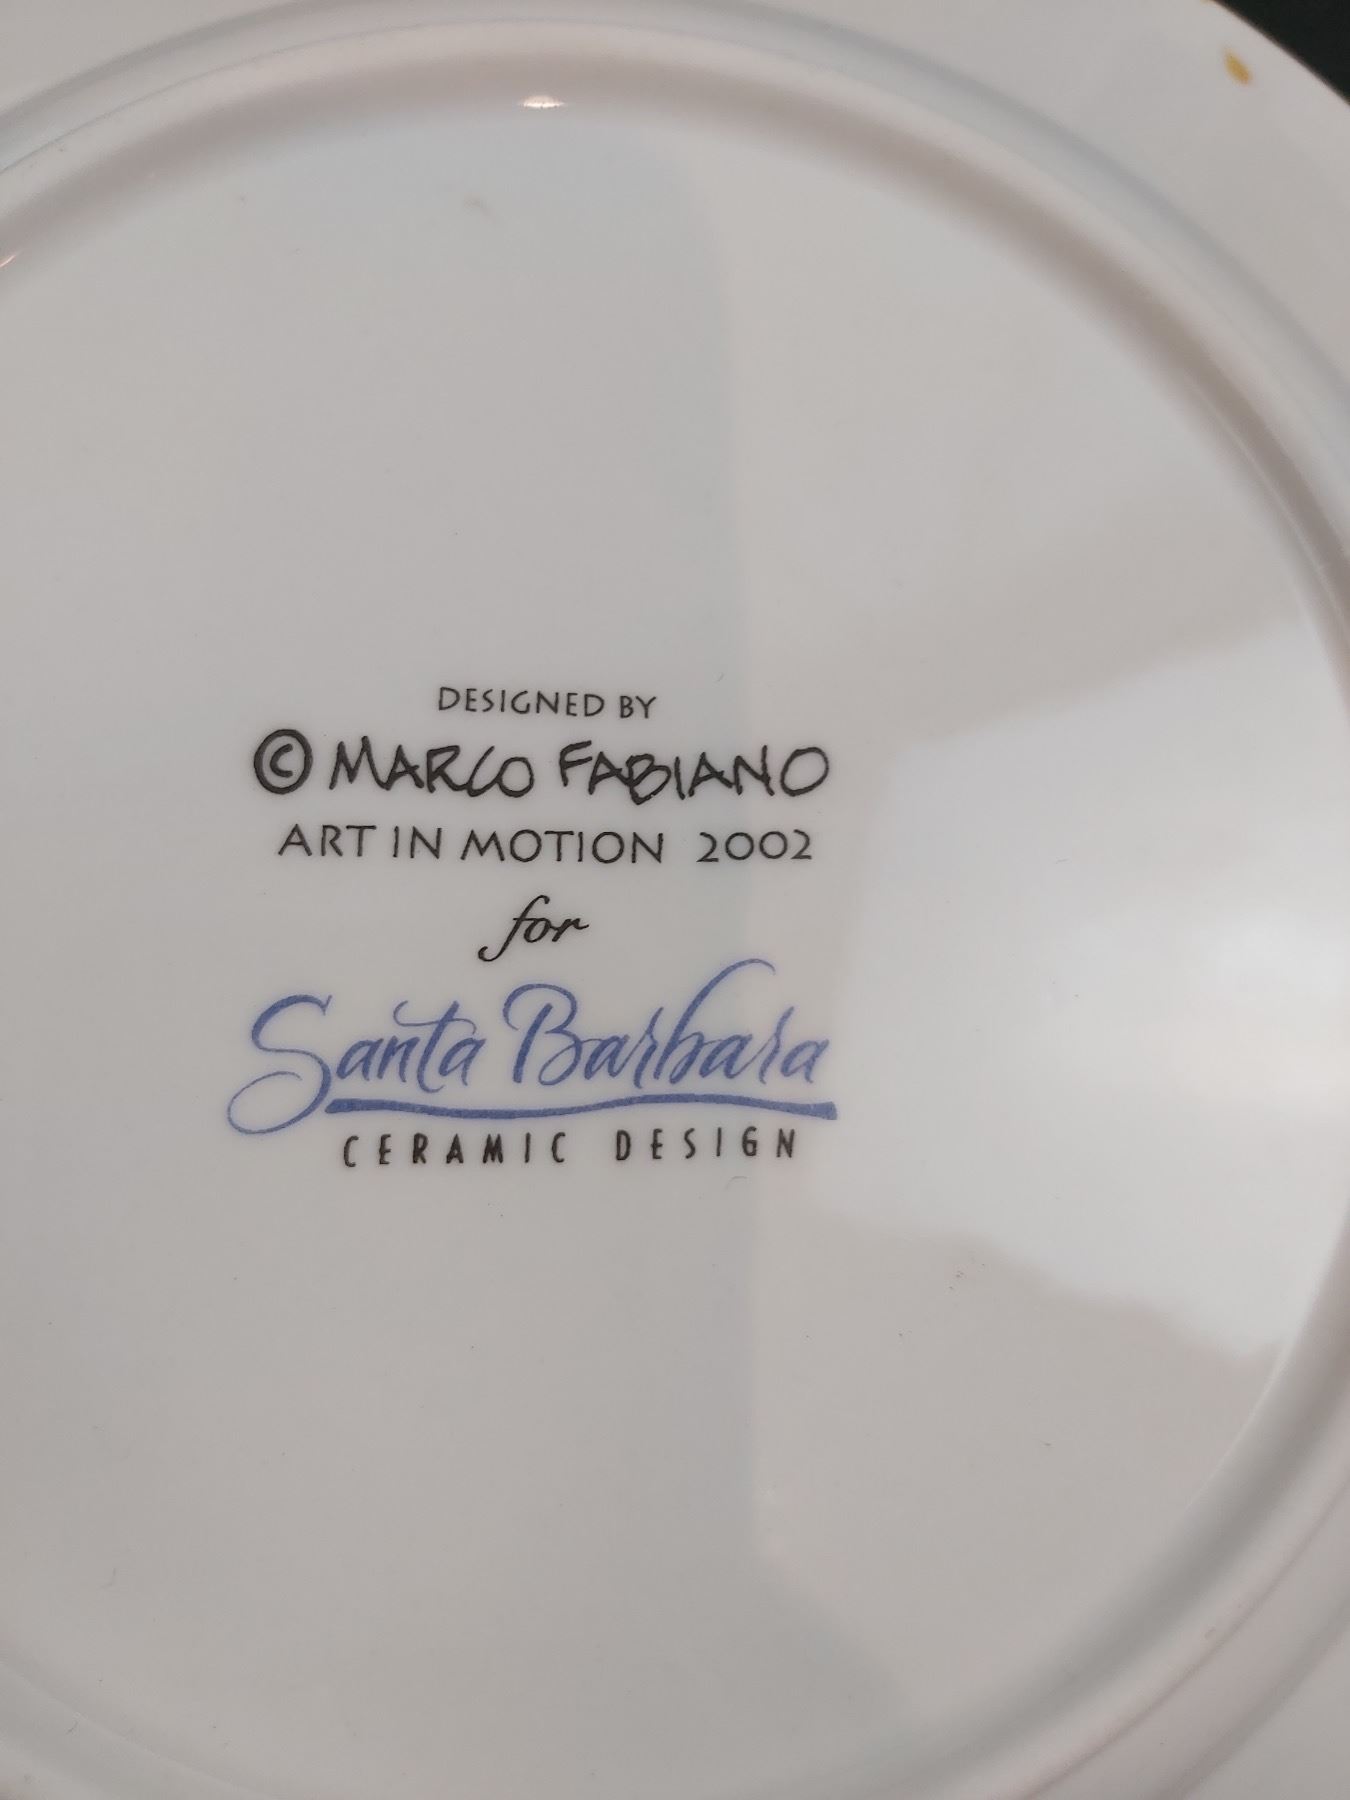 DESIGNED BY
© MARCO FABIANO
ART IN MOTION 2002
for
Santa Barbara
CERAMIC DESIGN